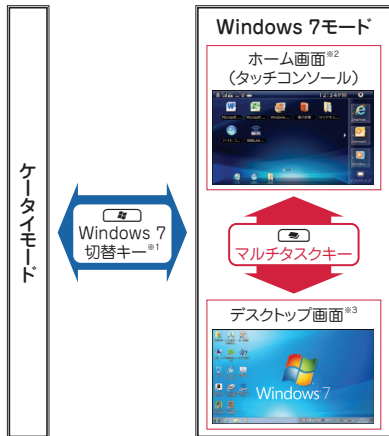 ケータイモード
Windows 7
切替キー※1
Windows 7モード
ホーム画面※2
（タッチコンソール）
12:34PM
マルチタスクキー
デスクトップ画面※3
Windows 7